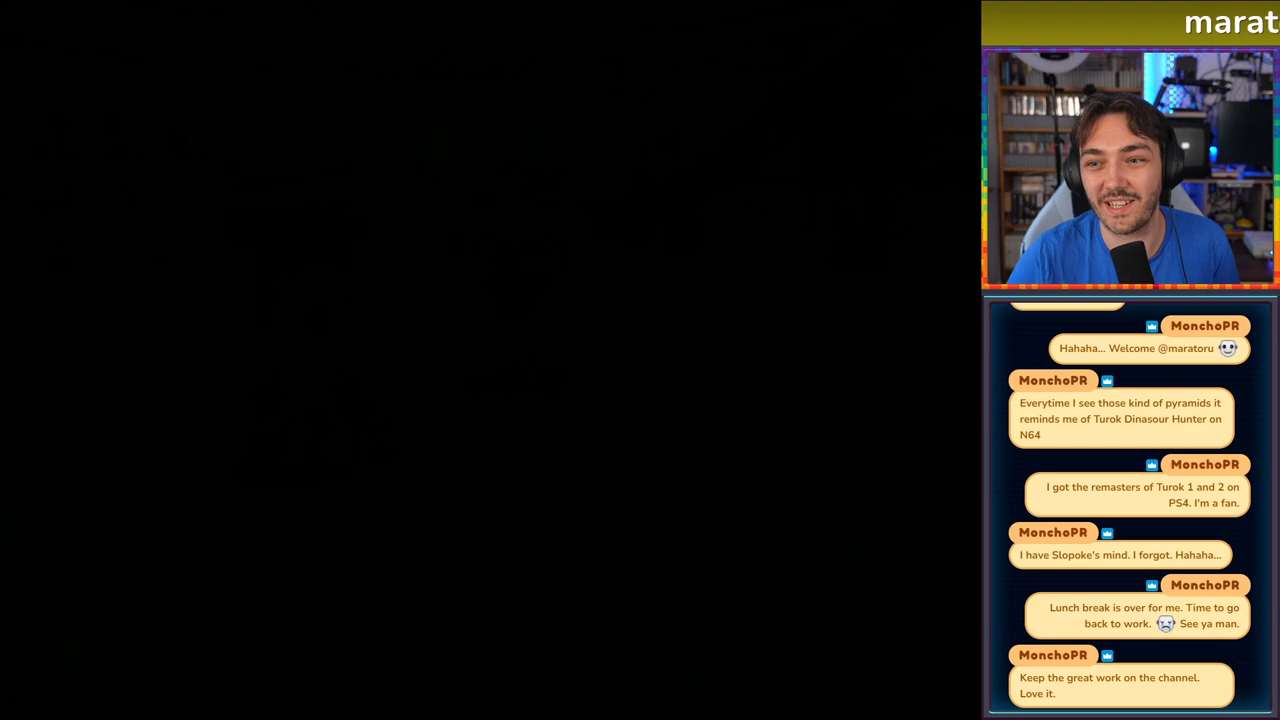 marat
MonchoPR
Hahaha... Welcome @maratoru
MonchoPR
Everytime I see those kind of pyramids it
reminds me of Turok Dinasour Hunter on
N64
MonchoPR
I got the remasters of Turok 1 and 2 on
PS4. I'm a fan.
MonchoPR
I have Slopoke's mind. I forgot. Hahaha...
MonchoPR
Lunch break is over for me. Time to go
back to work. See ya man.
MonchoPR
Keep the great work on the channel.
Love it.